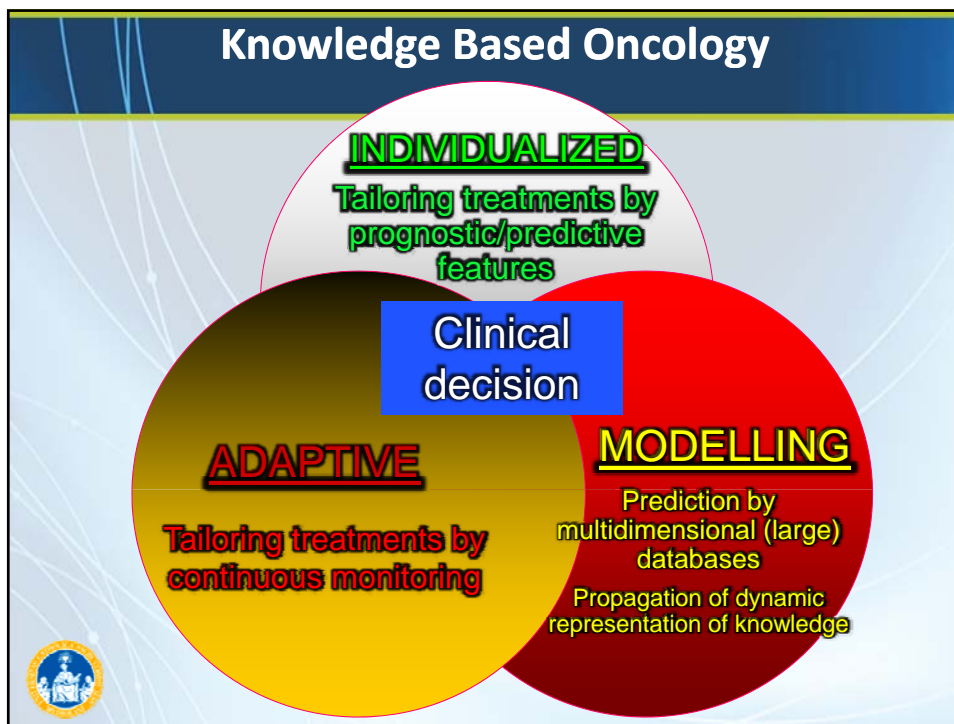 Knowledge Based Oncology
INDIVIDUALIZED
Tailoring treatments by
prognostic/predictive
features
Clinical
decision
ADAPTIVE
Tailoring treatments by
continuous monitoring
MODELLING
Prediction by
multidimensional (large)
databases
Propagation of dynamic
representation of knowledge